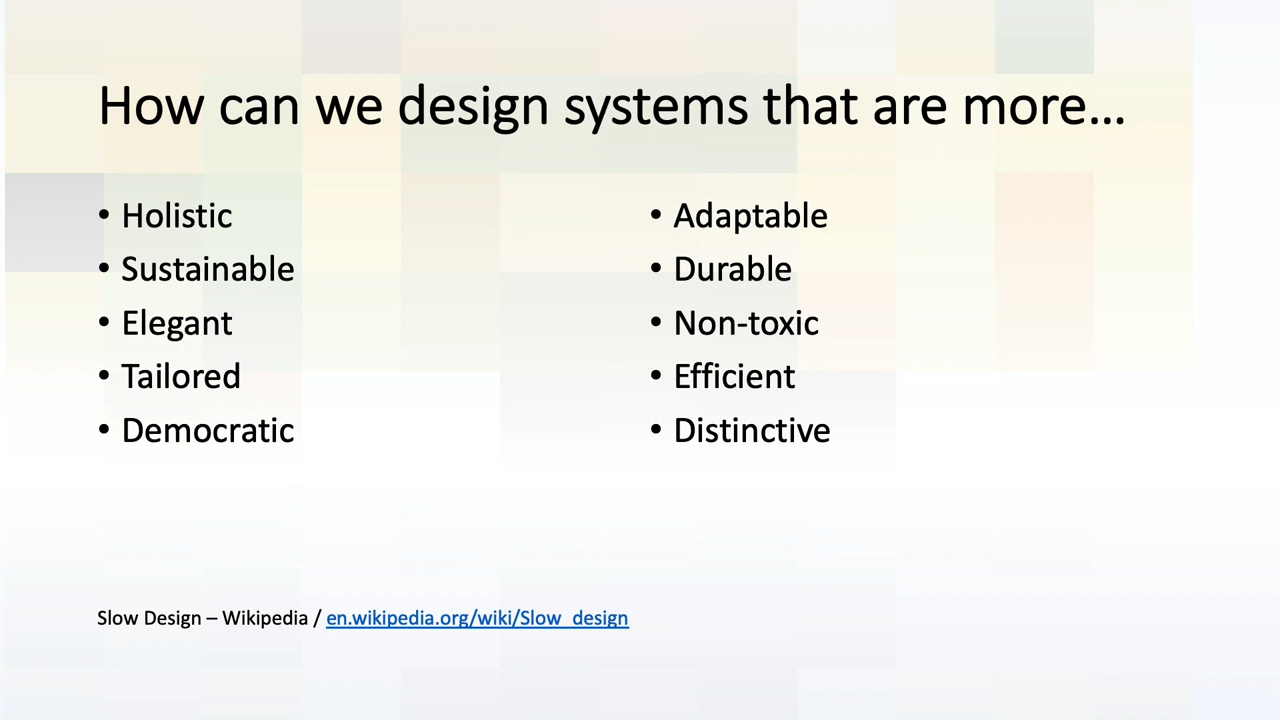 How can we design systems that are more…
• Holistic
• Sustainable
• Elegant
• Tailored
• Democratic
• Adaptable
• Durable
• Non-toxic
• Efficient
• Distinctive
Slow Design – Wikipedia / en.wikipedia.org/wiki/Slow_design